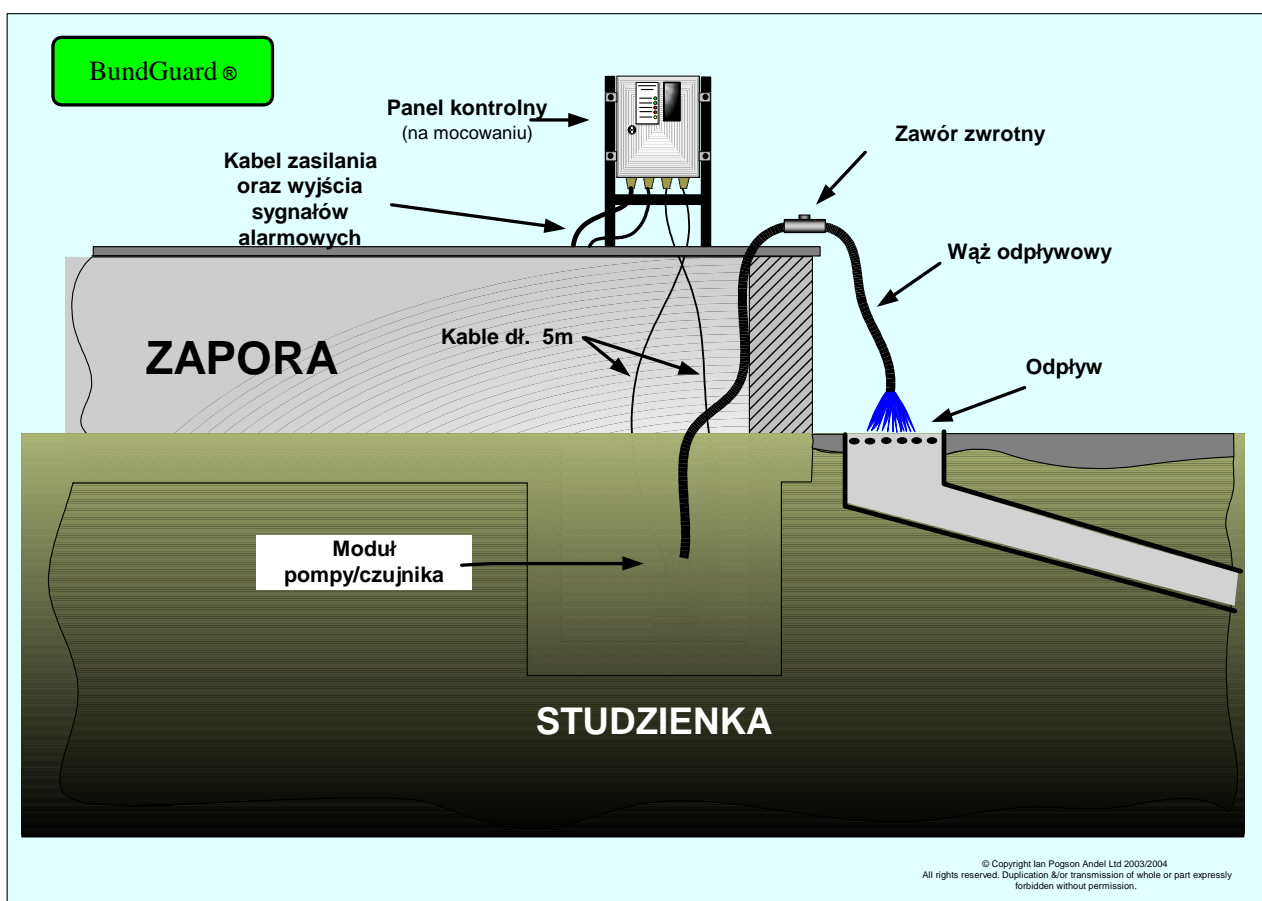 BundGuard ®
Panel kontrolny
(na mocowaniu)
Zawór zwrotny
Kabel zasilania
oraz wyjścia
sygnałów
alarmowych
Wąż odpływowy
ZAPORA
Kable dł. 5m
Odpływ
Moduł
pompy/czujnika
STUDZIENKA
© Copyright Ian Pogson Andel Ltd 2003/2004
All rights reserved. Duplication &/or transmission of whole or part expressly
forbidden without permission.